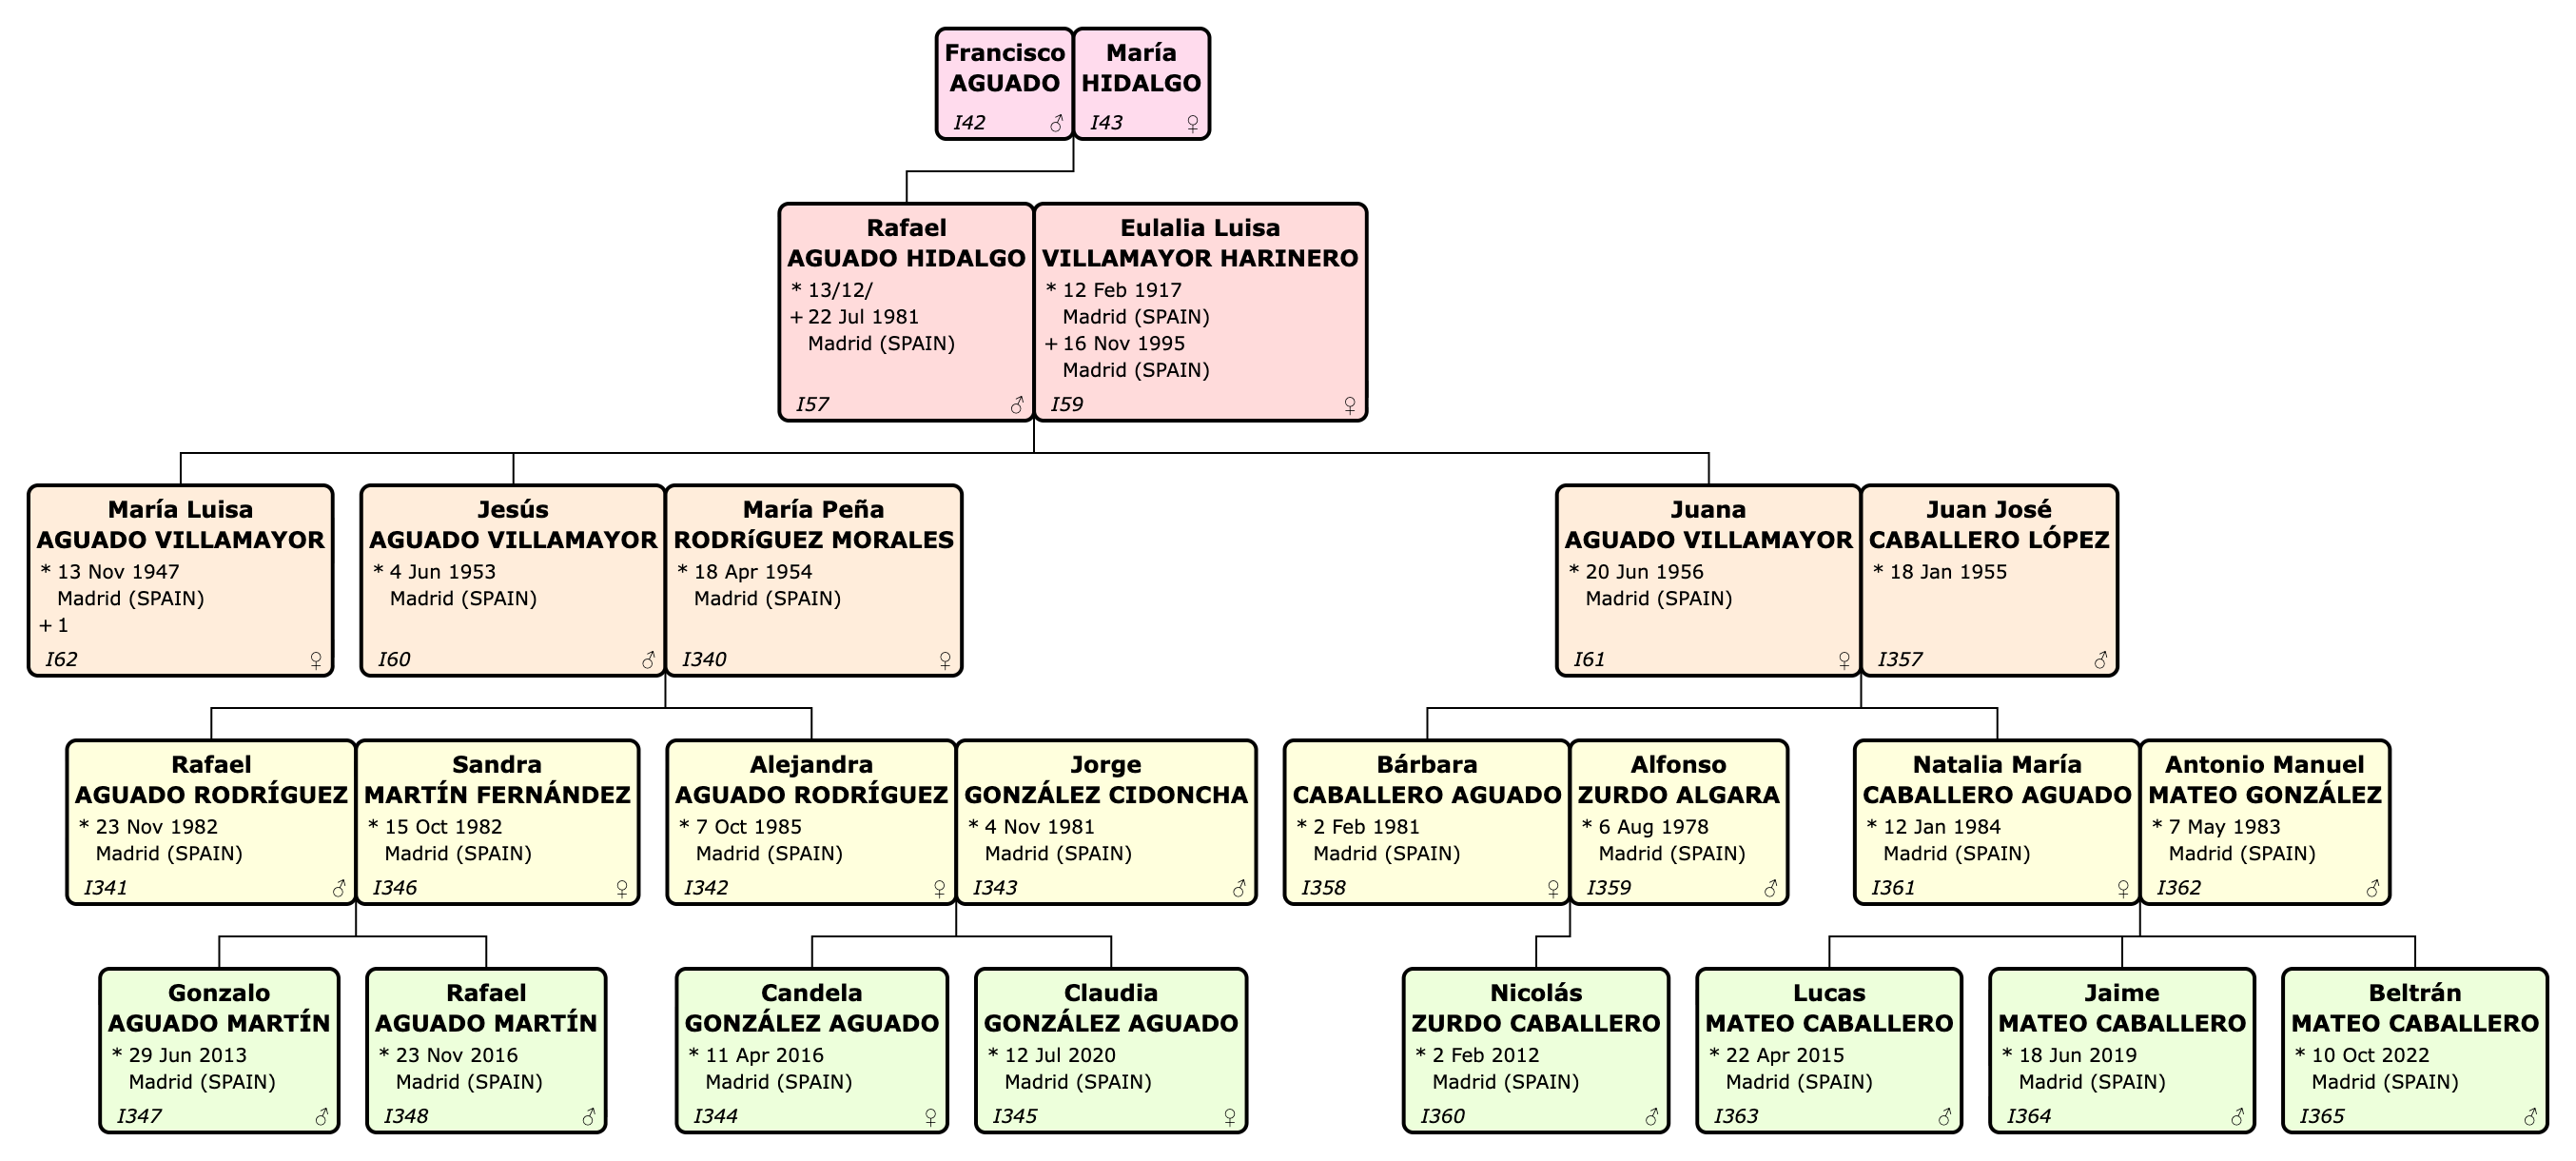 Francisco
AGUADO
I42 ♂
María
HIDALGO
I43 ♀
Rafael
AGUADO HIDALGO
* 13/12/
+ 22 Jul 1981
Madrid (SPAIN)
I57 ♂
Eulalia Luisa
VILLAMAYOR HARINERO
* 12 Feb 1917
Madrid (SPAIN)
+ 16 Nov 1995
Madrid (SPAIN)
I59 ♀
María Luisa
AGUADO VILLAMAYOR
* 13 Nov 1947
Madrid (SPAIN)
+ 1
I62 ♀
Jesús
AGUADO VILLAMAYOR
* 4 Jun 1953
Madrid (SPAIN)
I60 ♂
María Peña
RODRíGUEZ MORALES
* 18 Apr 1954
Madrid (SPAIN)
I340 ♀
Juana
AGUADO VILLAMAYOR
* 20 Jun 1956
Madrid (SPAIN)
I61 ♀
Juan José
CABALLERO LÓPEZ
* 18 Jan 1955
I357 ♂
Rafael
AGUADO RODRÍGUEZ
* 23 Nov 1982
Madrid (SPAIN)
I341 ♂
Sandra
MARTÍN FERNÁNDEZ
* 15 Oct 1982
Madrid (SPAIN)
I346 ♀
Alejandra
AGUADO RODRÍGUEZ
* 7 Oct 1985
Madrid (SPAIN)
I342 ♀
Jorge
GONZÁLEZ CIDONCHA
* 4 Nov 1981
Madrid (SPAIN)
I343 ♂
Bárbara
CABALLERO AGUADO
* 2 Feb 1981
Madrid (SPAIN)
I358 ♀
Alfonso
ZURDO ALGARA
* 6 Aug 1978
Madrid (SPAIN)
I359 ♂
Natalia María
CABALLERO AGUADO
* 12 Jan 1984
Madrid (SPAIN)
I361 ♀
Antonio Manuel
MATEO GONZÁLEZ
* 7 May 1983
Madrid (SPAIN)
I362 ♂
Gonzalo
AGUADO MARTÍN
* 29 Jun 2013
Madrid (SPAIN)
I347 ♂
Rafael
AGUADO MARTÍN
* 23 Nov 2016
Madrid (SPAIN)
I348 ♂
Candela
GONZÁLEZ AGUADO
* 11 Apr 2016
Madrid (SPAIN)
I344 ♀
Claudia
GONZÁLEZ AGUADO
* 12 Jul 2020
Madrid (SPAIN)
I345 ♀
Nicolás
ZURDO CABALLERO
* 2 Feb 2012
Madrid (SPAIN)
I360 ♂
Lucas
MATEO CABALLERO
* 22 Apr 2015
Madrid (SPAIN)
I363 ♂
Jaime
MATEO CABALLERO
* 18 Jun 2019
Madrid (SPAIN)
I364 ♂
Beltrán
MATEO CABALLERO
* 10 Oct 2022
Madrid (SPAIN)
I365 ♂